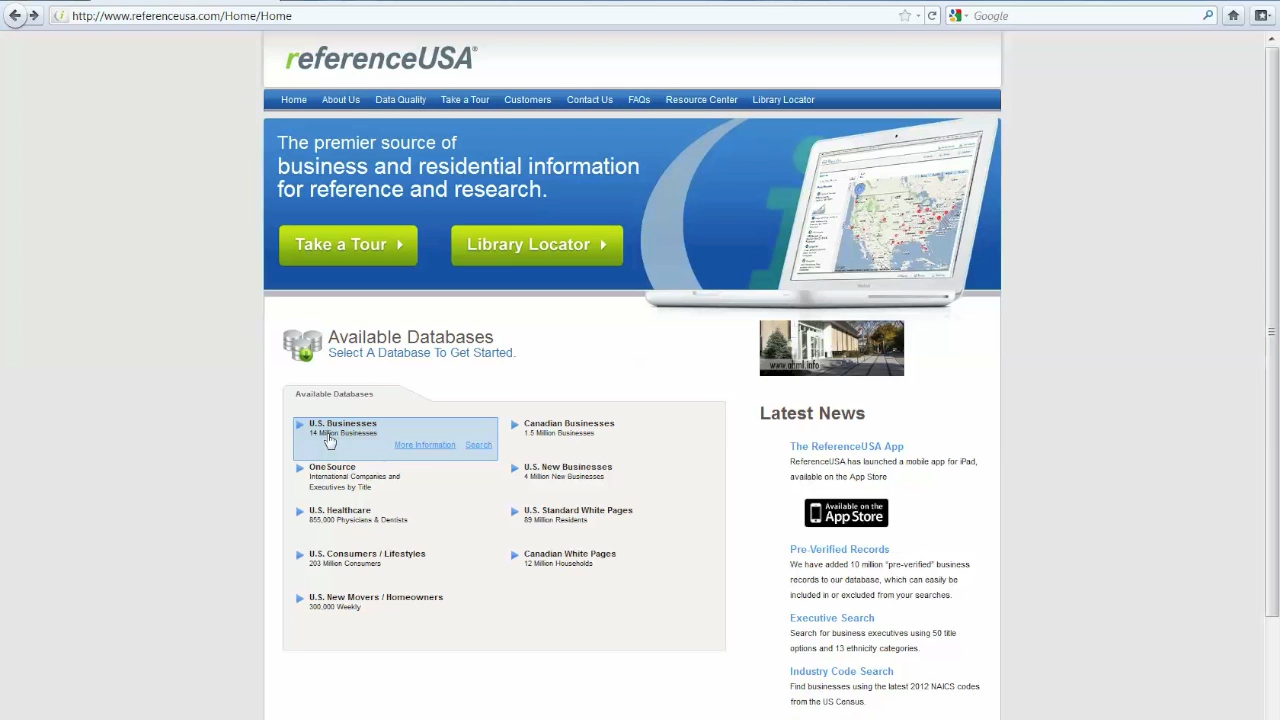 http://www.referenceusa.com/Home/Home
Google
referenceUSA®
Home About Us Data Quality Take a Tour Customers Contact Us FAQs Resource Center Library Locator
The premier source of
business and residential information
for reference and research.
Take a Tour Library Locator
Available Databases
Select A Database To Get Started.
Available Databases
U.S. Businesses
14 Million Businesses
More Information Search
Canadian Businesses
1.5 Million Businesses
OneSource
International Companies and
Executives by Title
U.S. New Businesses
4 Million New Businesses
U.S. Healthcare
855,000 Physicians & Dentists
U.S. Standard White Pages
89 Million Residents
U.S. Consumers / Lifestyles
203 Million Consumers
Canadian White Pages
12 Million Households
U.S. New Movers / Homeowners
300,000 Weekly
www.ahml.info
Latest News
The ReferenceUSA App
ReferenceUSA has launched a mobile app for iPad,
available on the App Store
Available on the
App Store
Pre-Verified Records
We have added 10 million "pre-verified" business
records to our database, which can easily be
included in or excluded from your searches.
Executive Search
Search for business executives using 50 title
options and 13 ethnicity categories.
Industry Code Search
Find businesses using the latest 2012 NAICS codes
from the US Census.